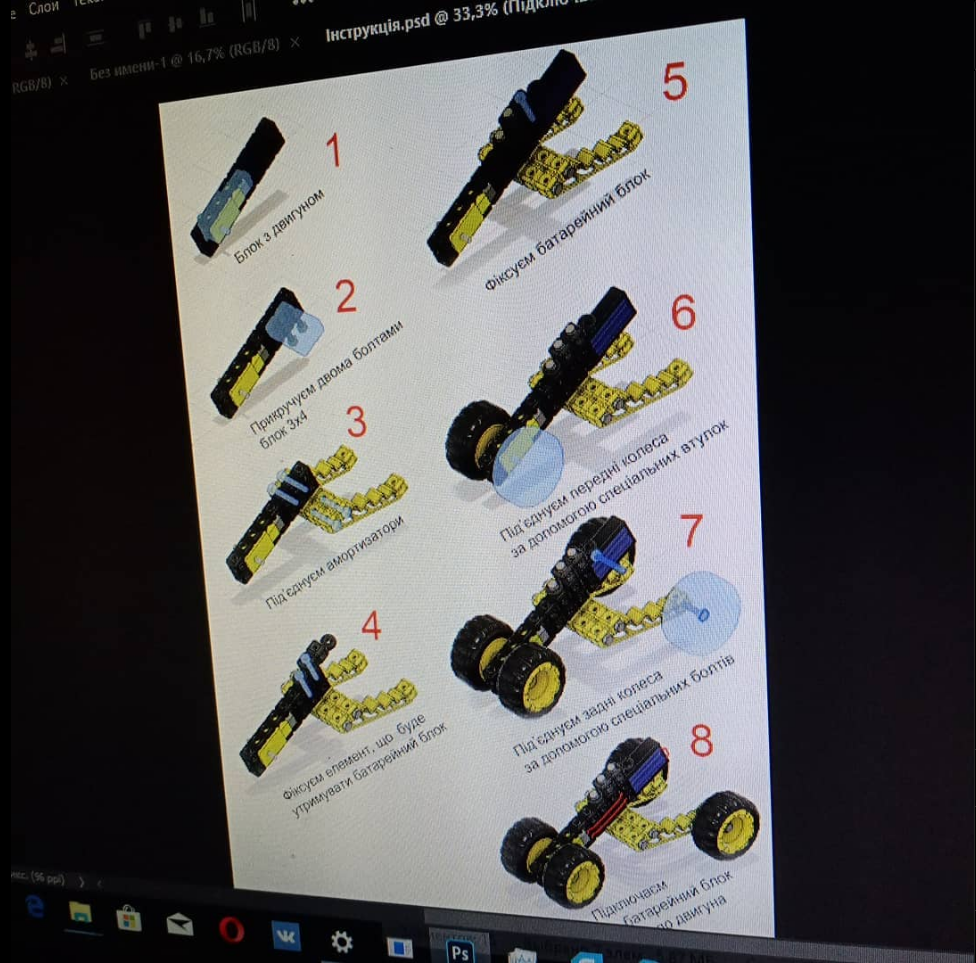 Слои
Інструкція.psd @ 33,3%
RGB/8) ×
Без имени-1 @ 16,7% (RGB/8) ×
1
Блок з двигуном
2
Прикручуєм двома болтами
блок 3х4
3
Під'єднуєм амортизатори
4
Фіксуєм елемент, що буде
утримувати батарейний блок
5
Фіксуєм батарейний блок
6
Під'єднуєм передні колеса
за допомогою спеціальних втулок
7
Під'єднуєм задні колеса
за допомогою спеціальних болтів
8
Підключаєм
батарейний блок
до двигуна
(96 ppi)
Ps